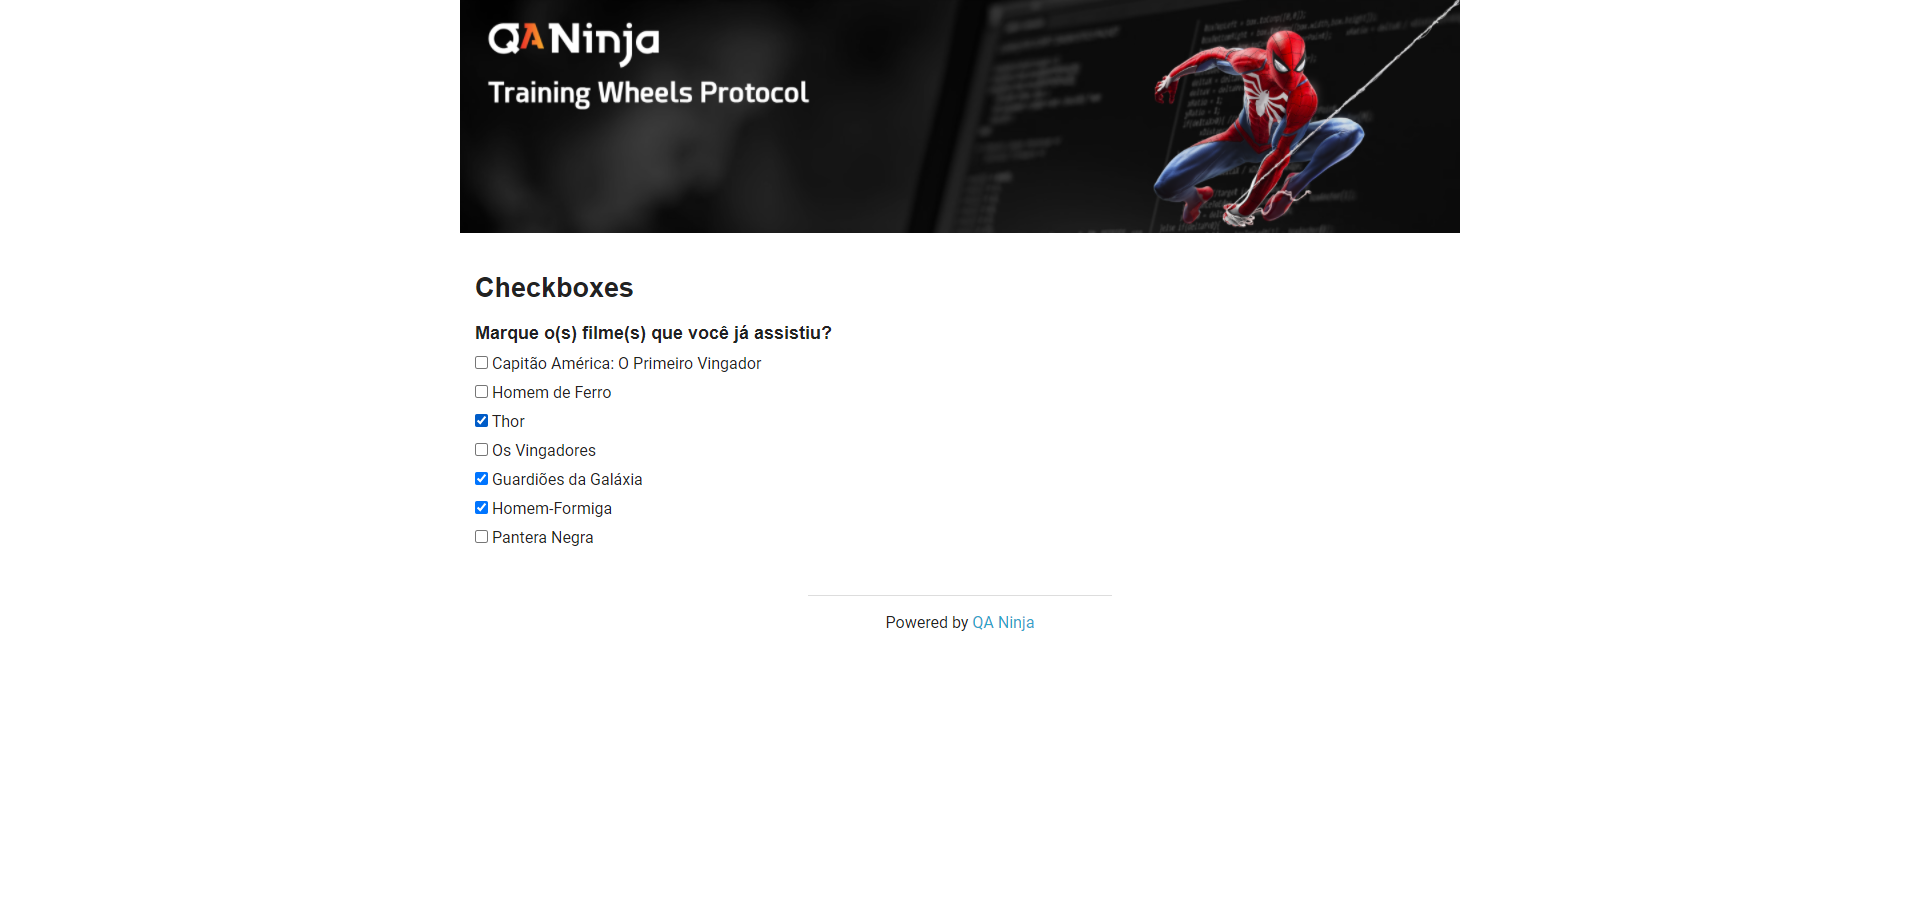 QANinja
Training Wheels Protocol
Checkboxes
Marque o(s) filme(s) que você já assistiu?
Capitão América: O Primeiro Vingador
Homem de Ferro
Thor
Os Vingadores
Guardiões da Galáxia
Homem-Formiga
Pantera Negra
Powered by QA Ninja